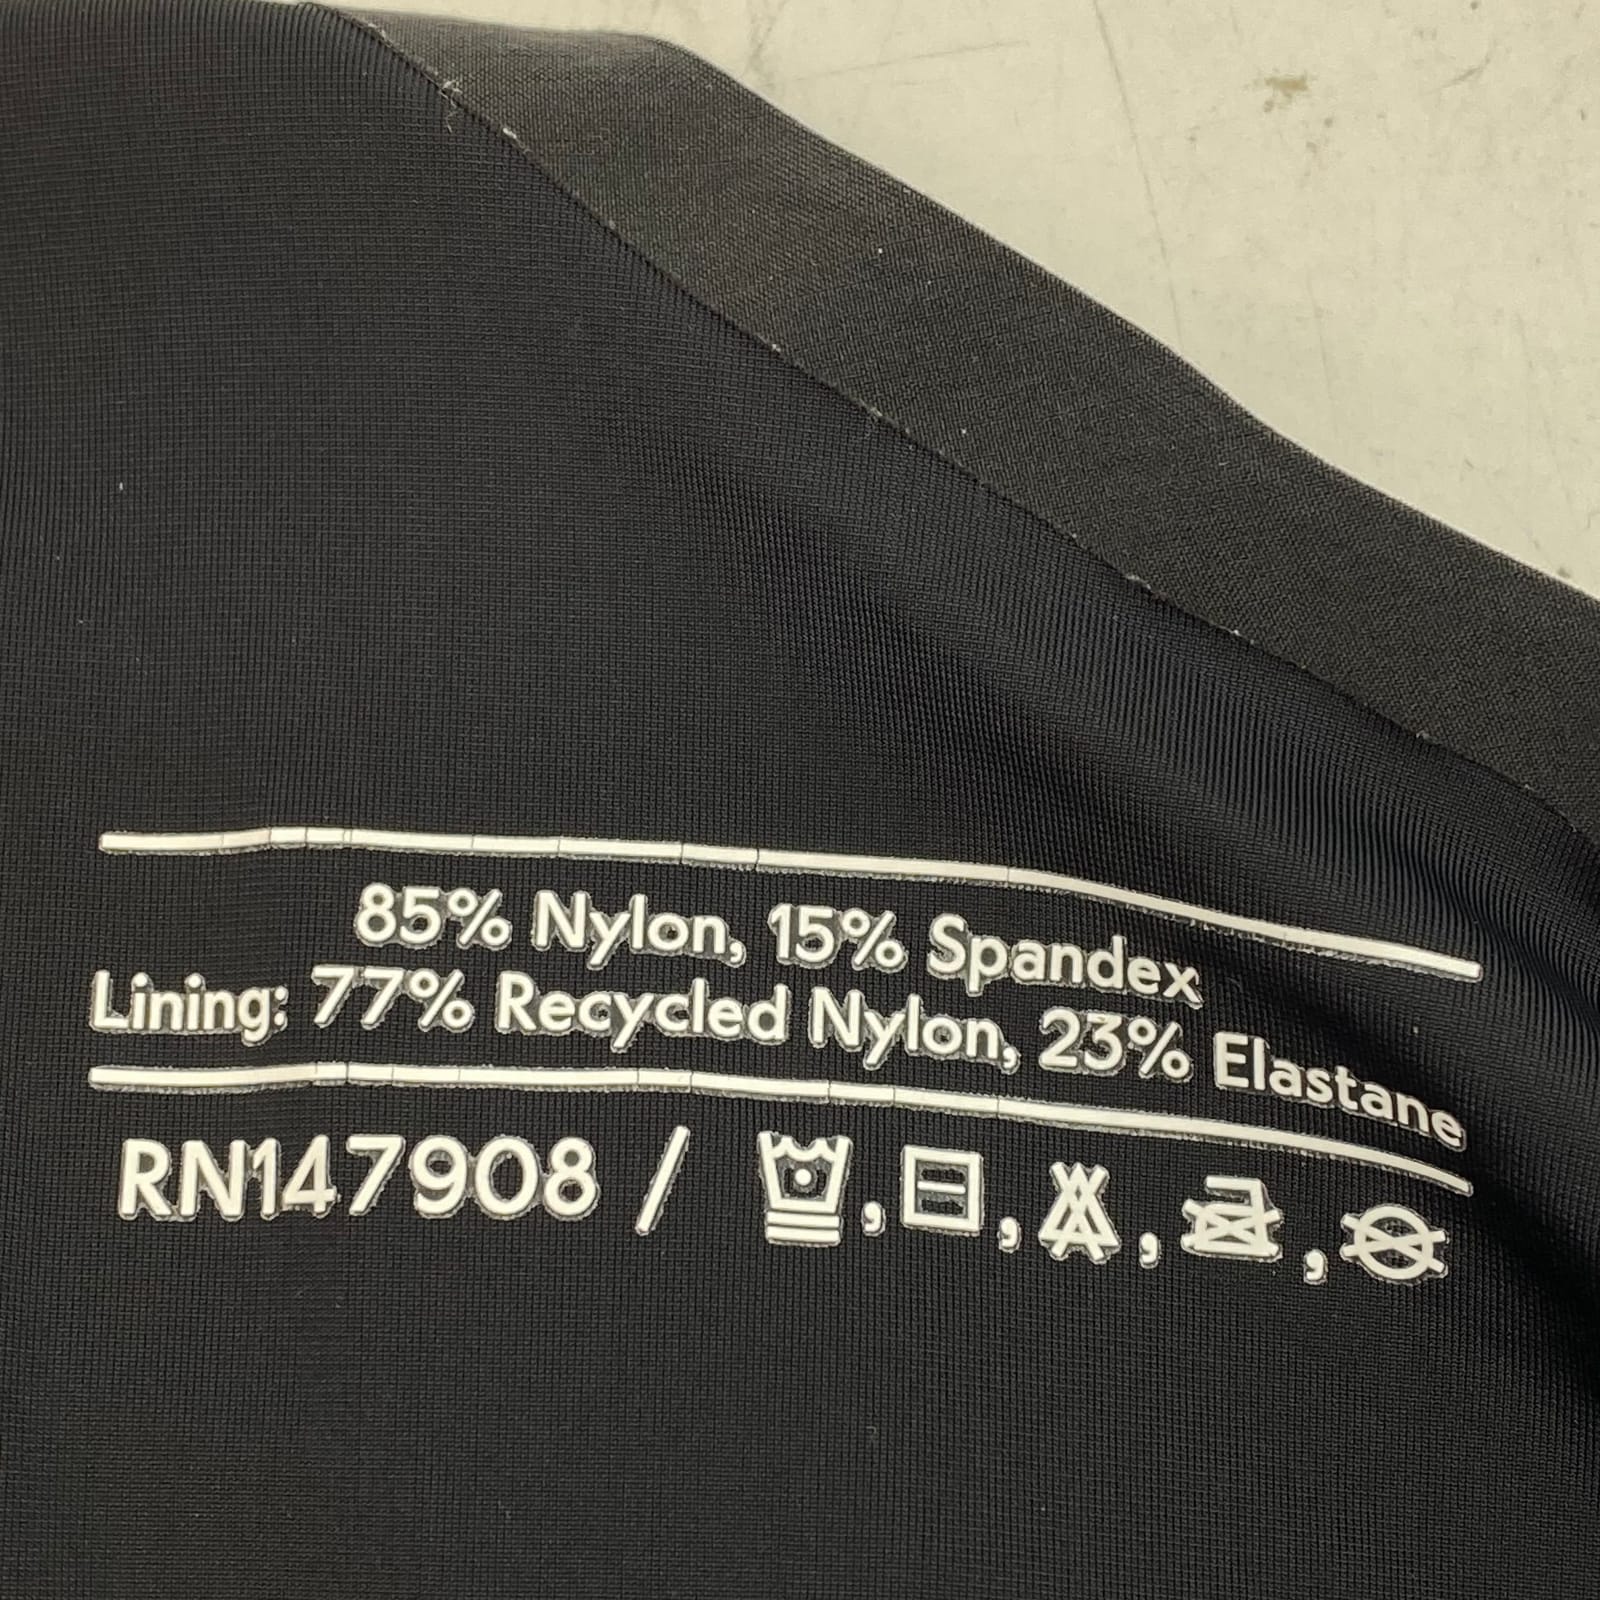 85% Nylon, 15% Spandex
Lining: 77% Recycled Nylon, 23% Elastane
RN147908 /